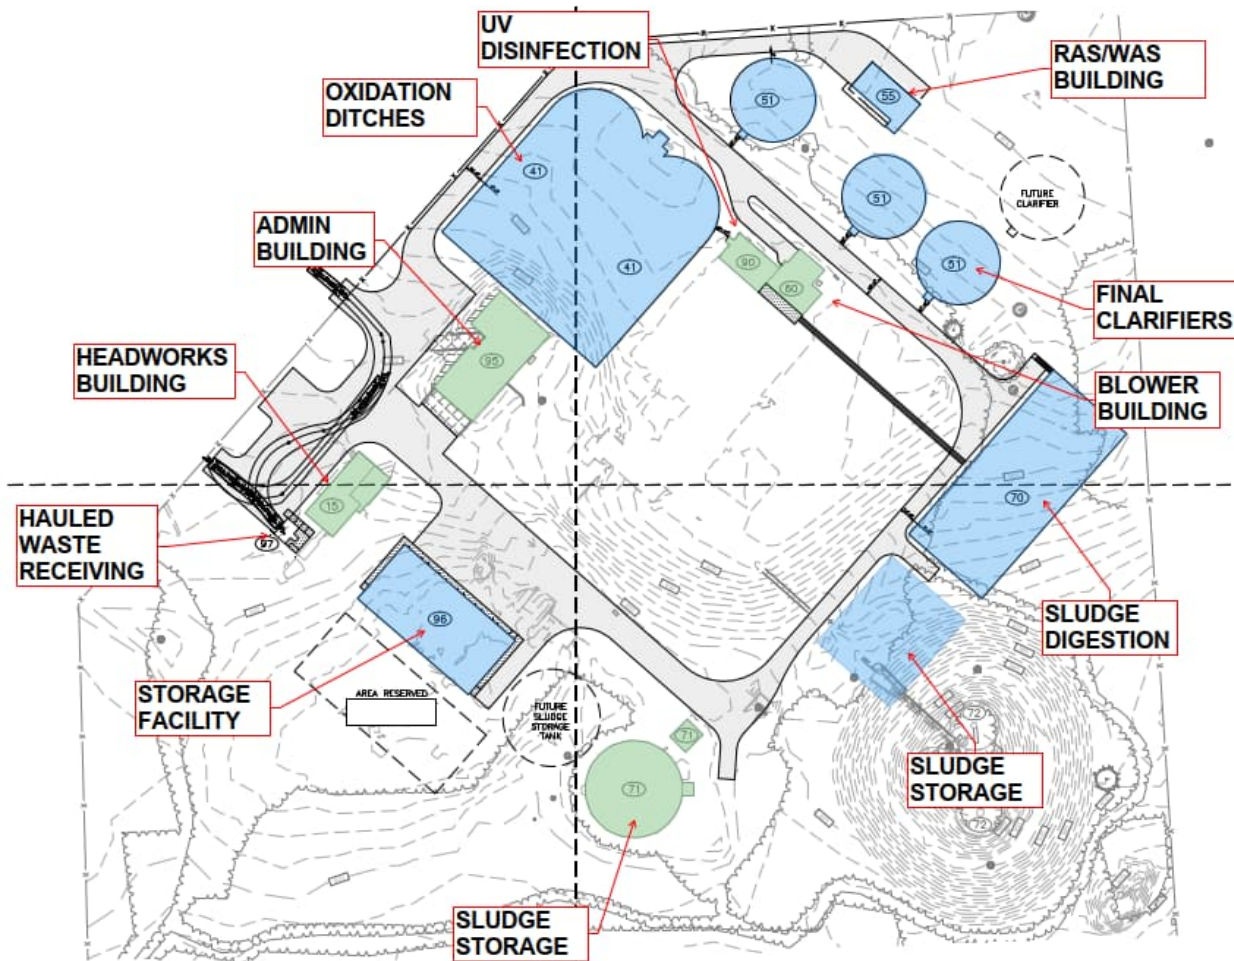 UV
DISINFECTION
RAS/WAS
BUILDING
OXIDATION
DITCHES
51
55
41
51
FUTURE
CLARIFIER
ADMIN
BUILDING
41
90
51
80
FINAL
CLARIFIERS
HEADWORKS
BUILDING
95
BLOWER
BUILDING
15
70
HAULED
WASTE
RECEIVING
97
96
SLUDGE
DIGESTION
STORAGE
FACILITY
AREA RESERVED
FUTURE
SLUDGE
STORAGE
TANK
72
71
SLUDGE
STORAGE
71
72
SLUDGE
STORAGE